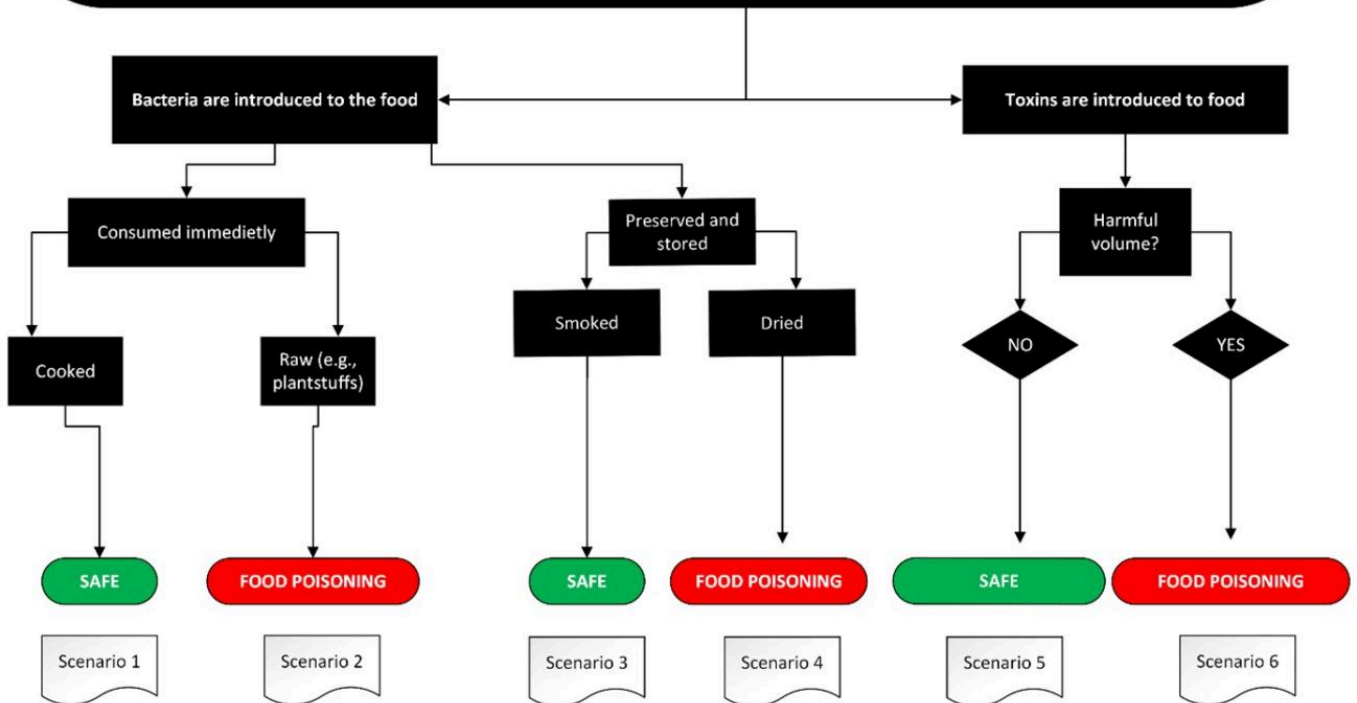 Bacteria are introduced to the food
Toxins are introduced to food
Consumed immedietly
Preserved and
stored
Harmful
volume?
Cooked
Raw (e.g.,
plantstuffs)
Smoked
Dried
NO
YES
SAFE
FOOD POISONING
SAFE
FOOD POISONING
SAFE
FOOD POISONING
Scenario 1
Scenario 2
Scenario 3
Scenario 4
Scenario 5
Scenario 6